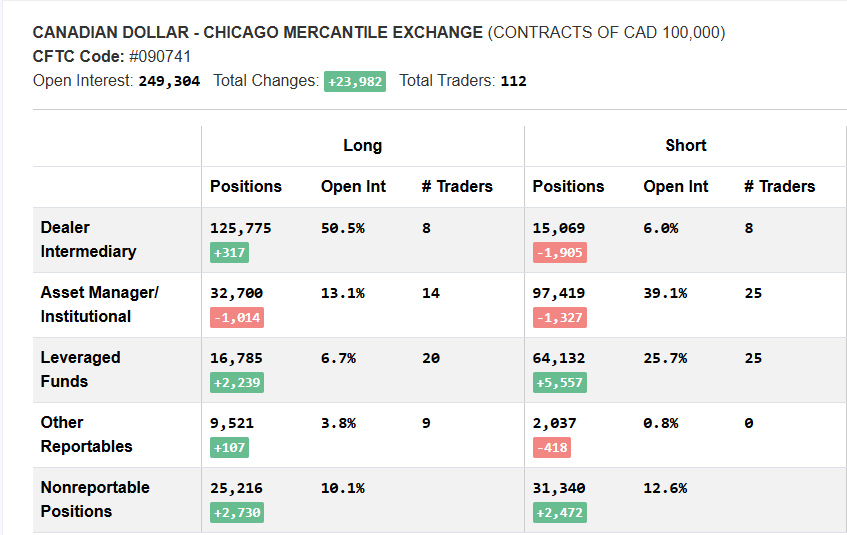 CANADIAN DOLLAR - CHICAGO MERCANTILE EXCHANGE (CONTRACTS OF CAD 100,000)
CFTC Code: #090741
Open Interest: 249,304 Total Changes: +23,982 Total Traders: 112
Long Short
Positions Open Int # Traders Positions Open Int # Traders
Dealer 125,775 50.5% 8 15,069 6.0% 8
Intermediary +317 -1,905
Asset Manager/ 32,700 13.1% 14 97,419 39.1% 25
Institutional -1,014 -1,327
Leveraged 16,785 6.7% 20 64,132 25.7% 25
Funds +2,239 +5,557
Other 9,521 3.8% 9 2,037 0.8% 0
Reportables +107 -418
Nonreportable 25,216 10.1% 31,340 12.6%
Positions +2,730 +2,472